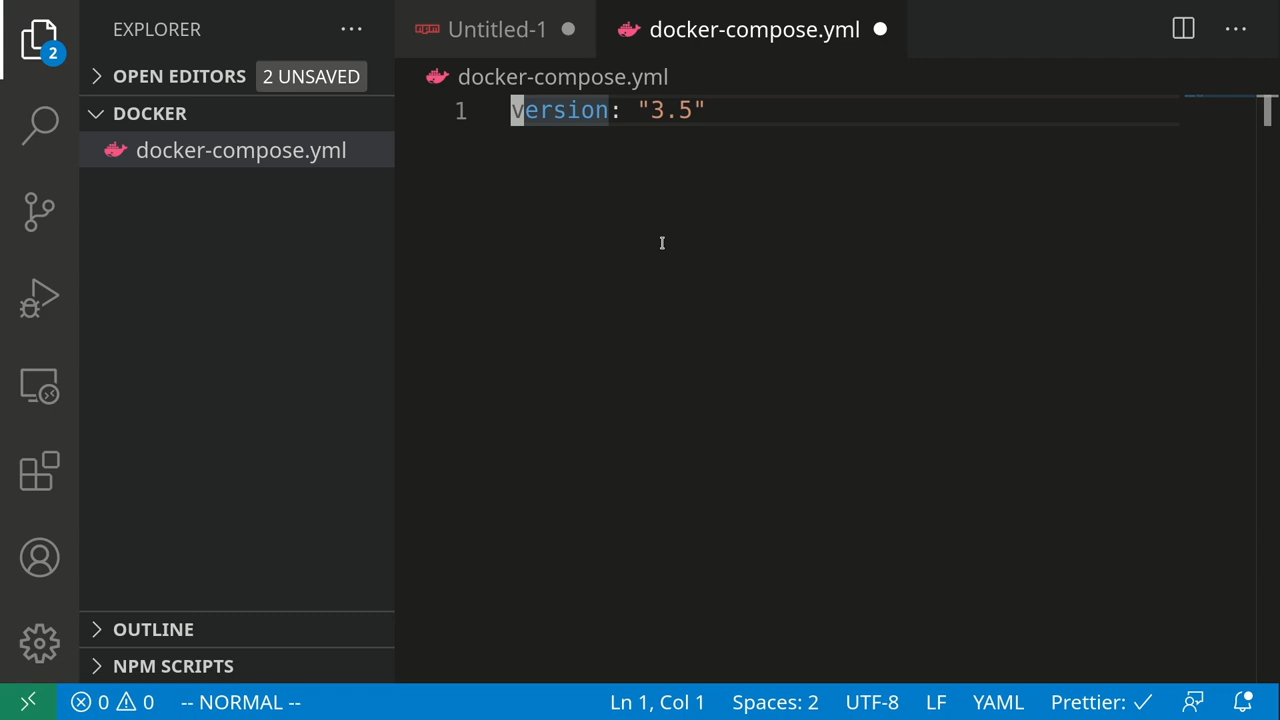 EXPLORER
Untitled-1
docker-compose.yml
2
OPEN EDITORS
2 UNSAVED
docker-compose.yml
DOCKER
1
version: "3.5"
docker-compose.yml
OUTLINE
NPM SCRIPTS
0
0
-- NORMAL --
Ln 1, Col 1
Spaces: 2
UTF-8
LF
YAML
Prettier: